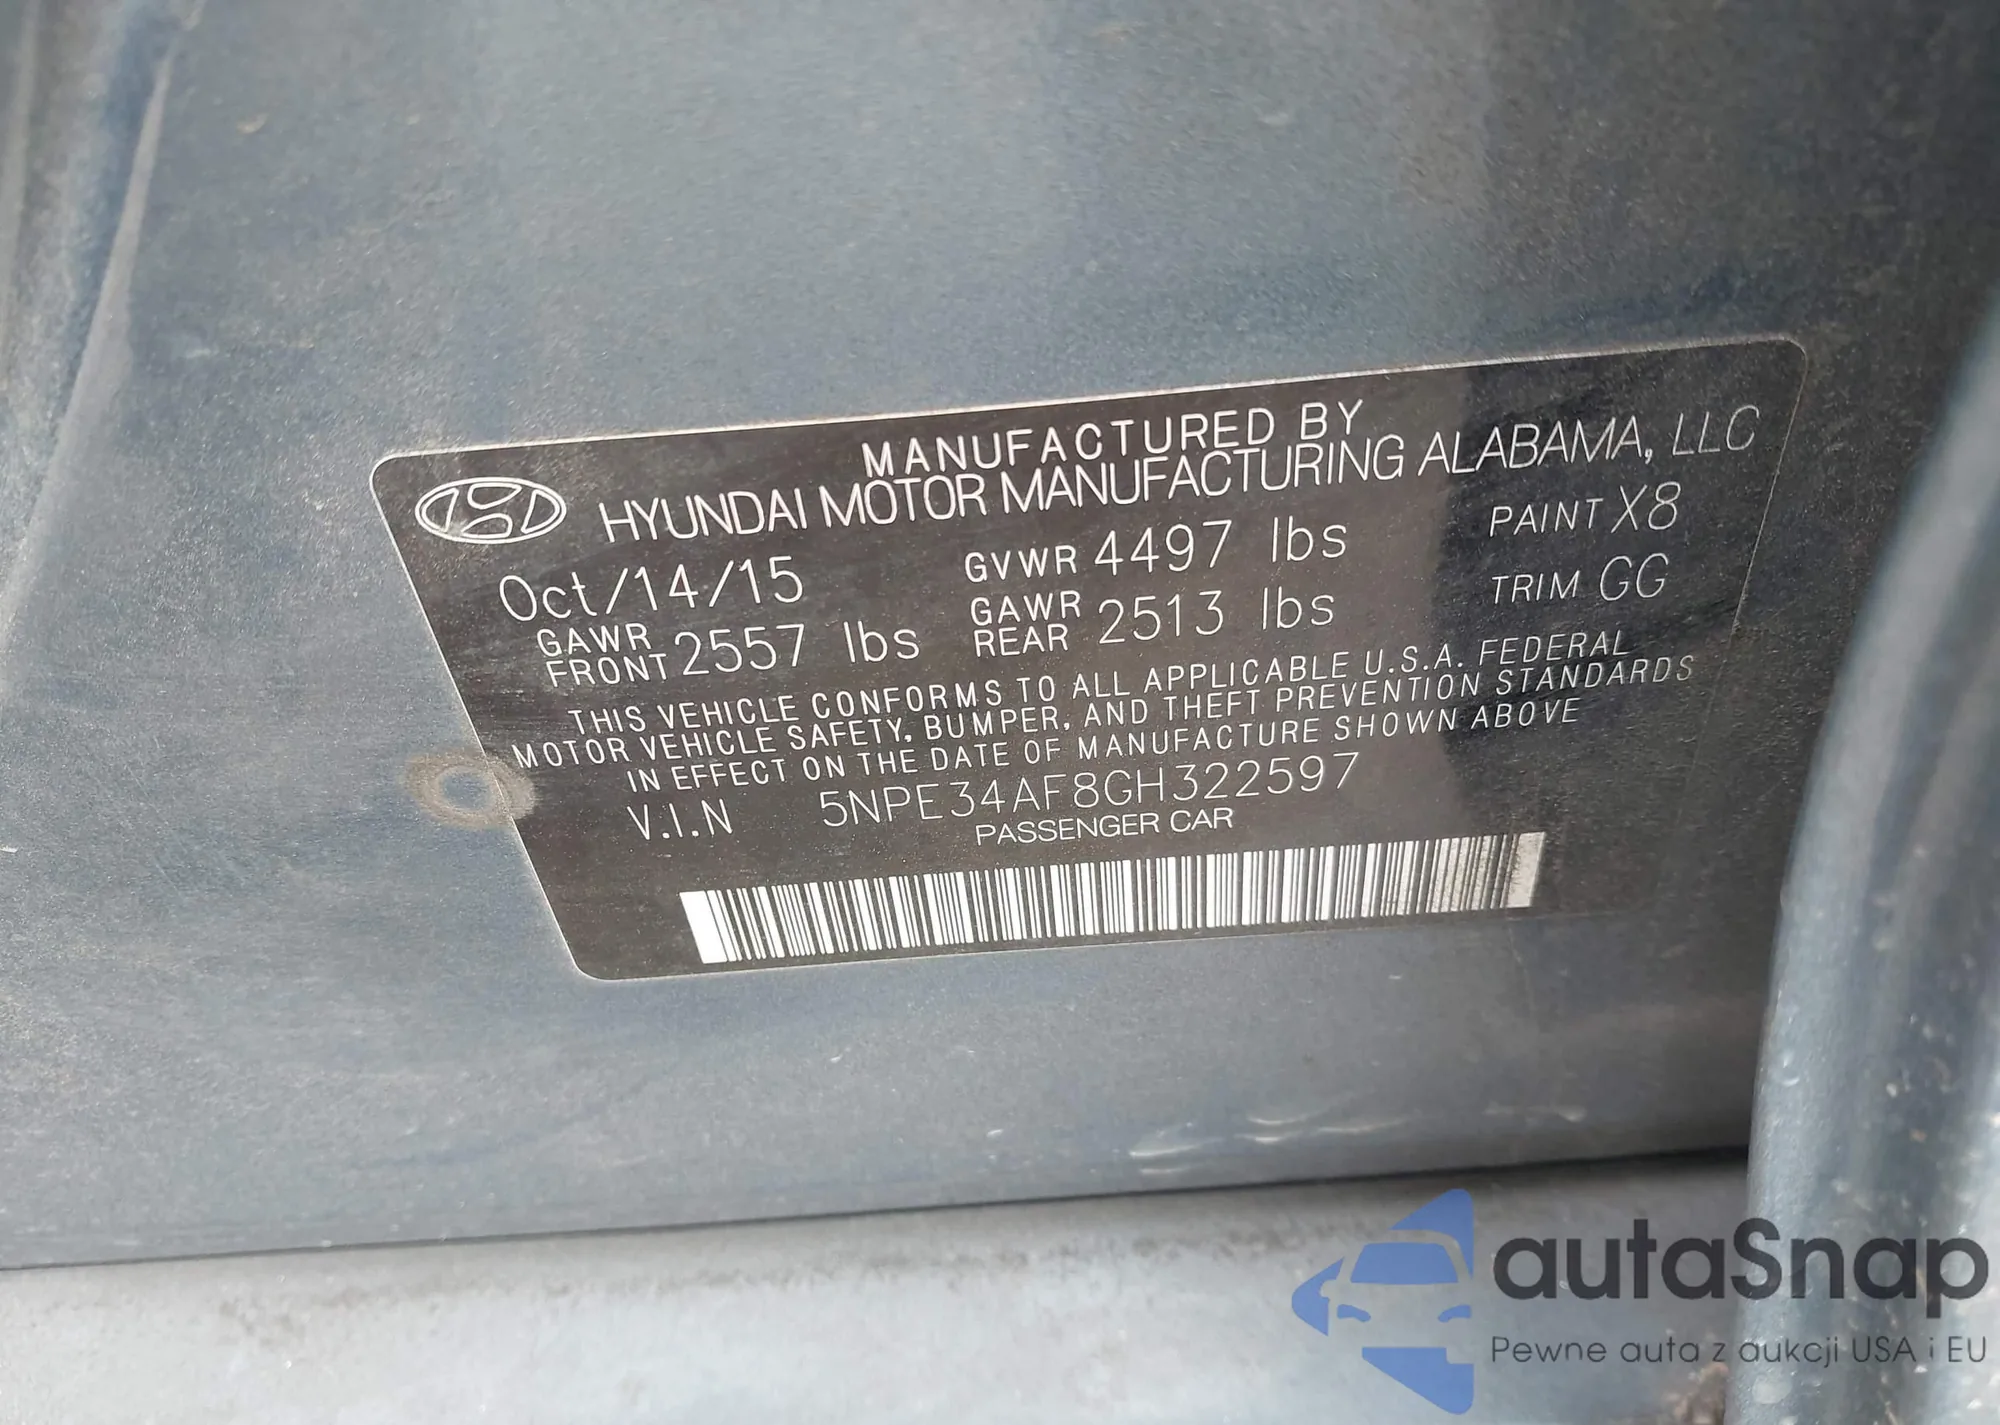 MANUFACTURED BY
HYUNDAI MOTOR MANUFACTURING ALABAMA, LLC
Oct/14/15 GVWR 4497 lbs PAINT X8
GAWR FRONT 2557 lbs GAWR REAR 2513 lbs TRIM GG
THIS VEHICLE CONFORMS TO ALL APPLICABLE U.S.A. FEDERAL
MOTOR VEHICLE SAFETY, BUMPER, AND THEFT PREVENTION STANDARDS
IN EFFECT ON THE DATE OF MANUFACTURE SHOWN ABOVE
V.I.N 5NPE34AF8GH322597
PASSENGER CAR
autaSnap
Pewne auta z aukcji USA i EU